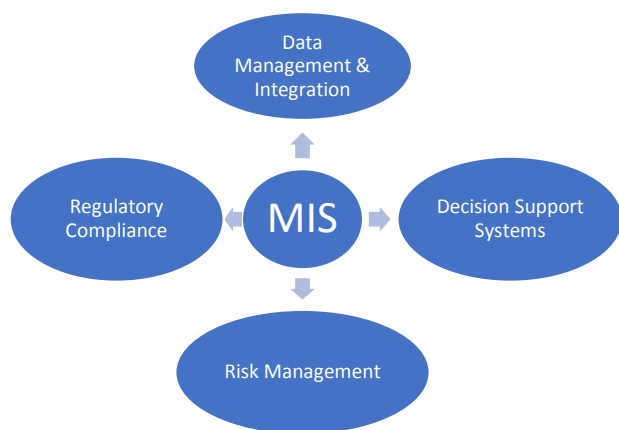 Data
Management &
Integration
Regulatory
Compliance
MIS
Decision Support
Systems
Risk Management